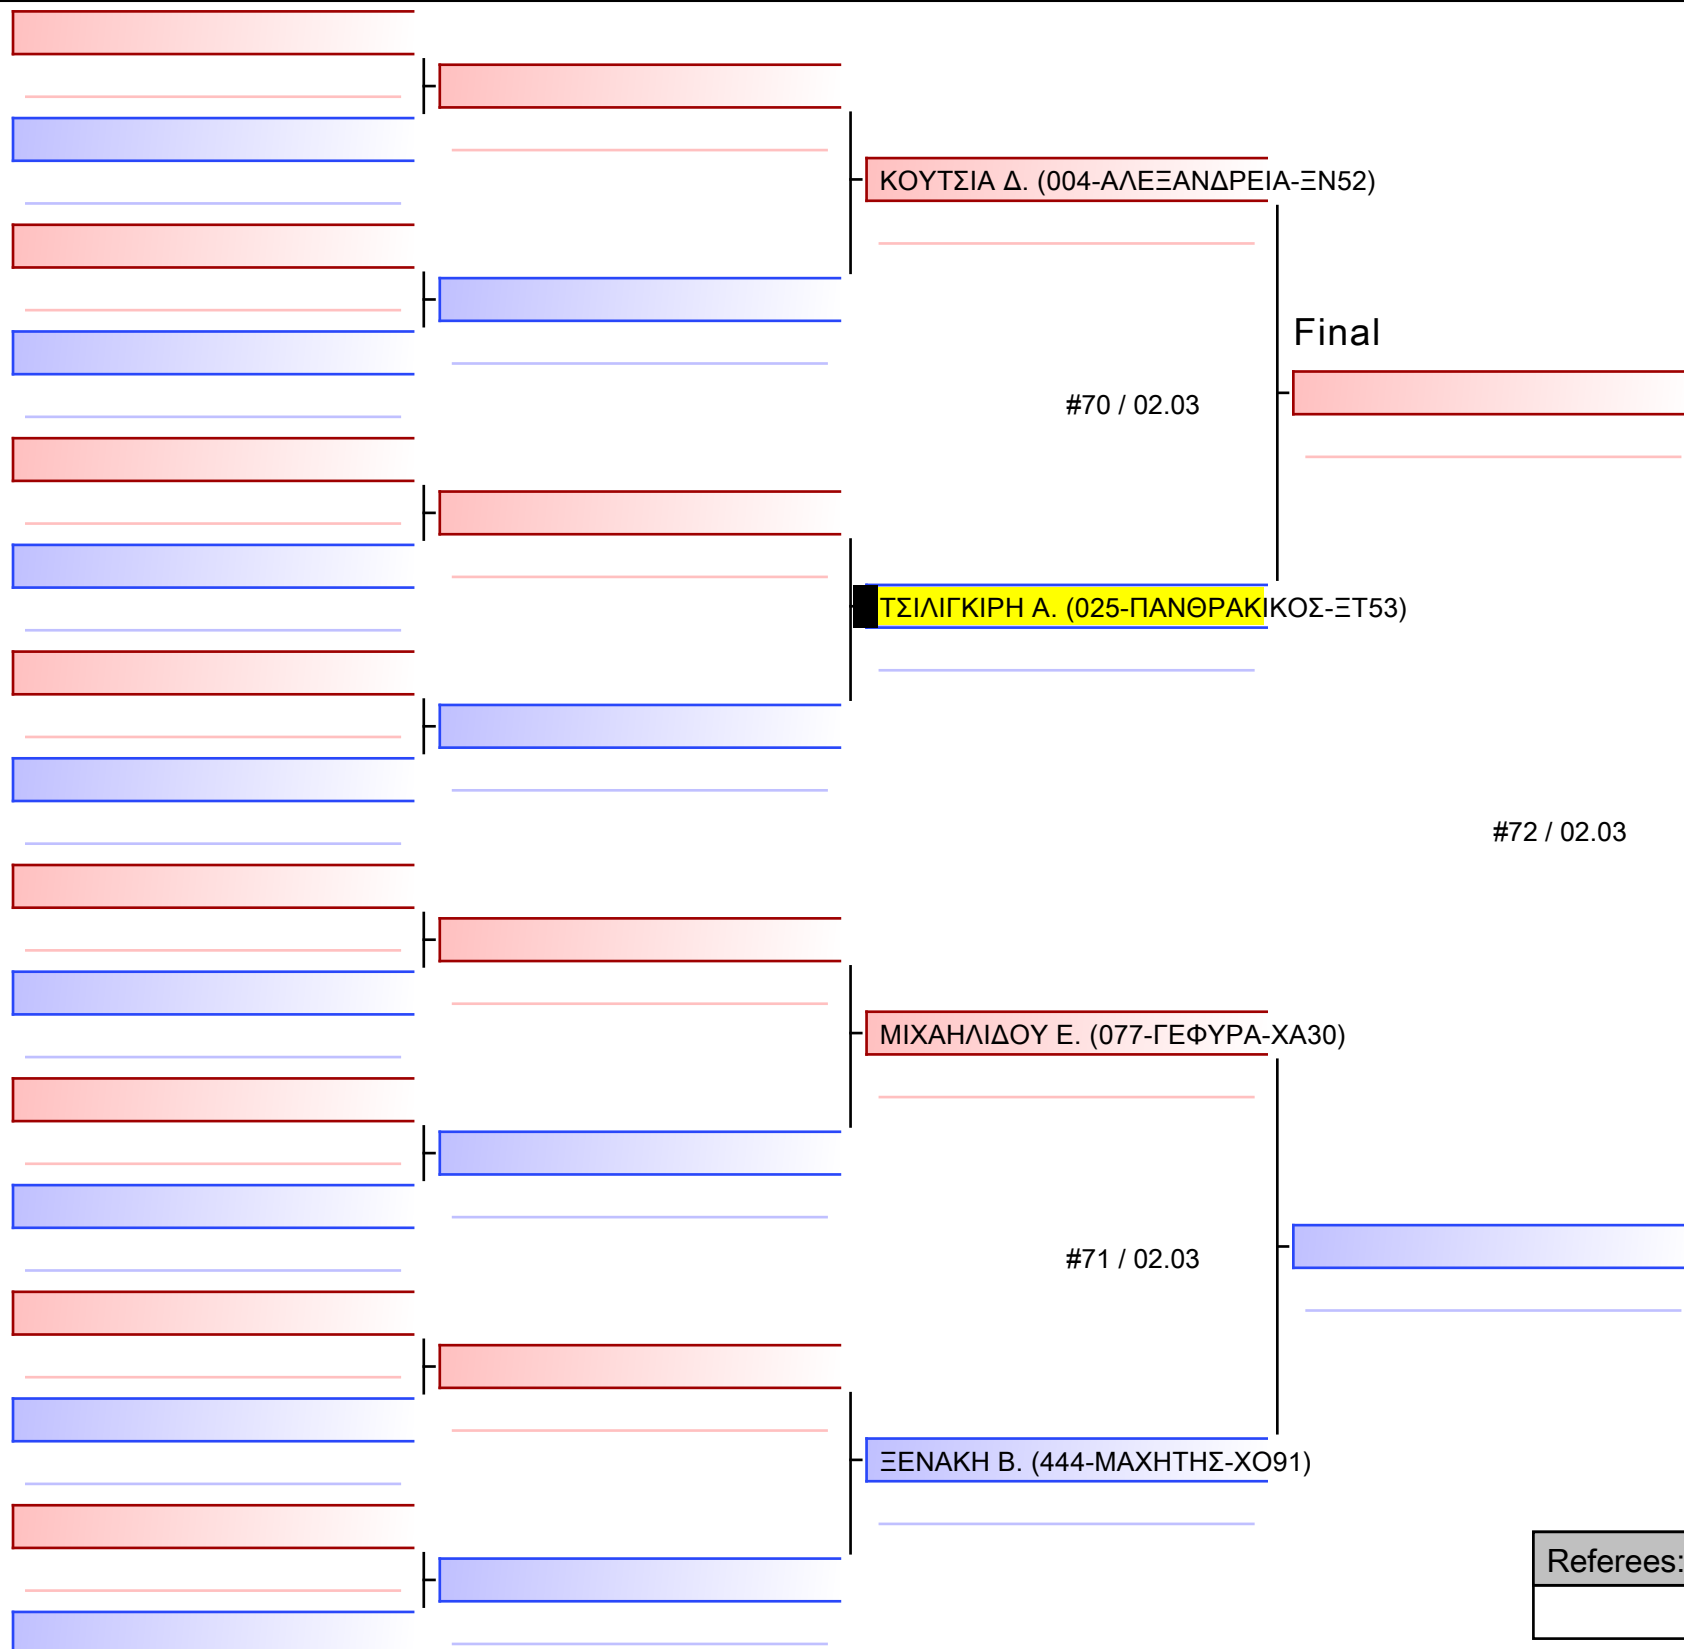 ΚΟΥΤΣΙΑ Δ. (004-ΑΛΕΞΑΝΔΡΕΙΑ-ΞΝ52)
Final
#70 / 02.03
ΤΣΙΛΙΓΚΙΡΗ Α. (025-ΠΑΝΘΡΑΚΙΚΟΣ-ΞΤ53)
#72 / 02.03
ΜΙΧΑΗΛΙΔΟΥ Ε. (077-ΓΕΦΥΡΑ-ΧΑ30)
#71 / 02.03
ΞΕΝΑΚΗ Β. (444-ΜΑΧΗΤΗΣ-ΧΟ91)
Referees: